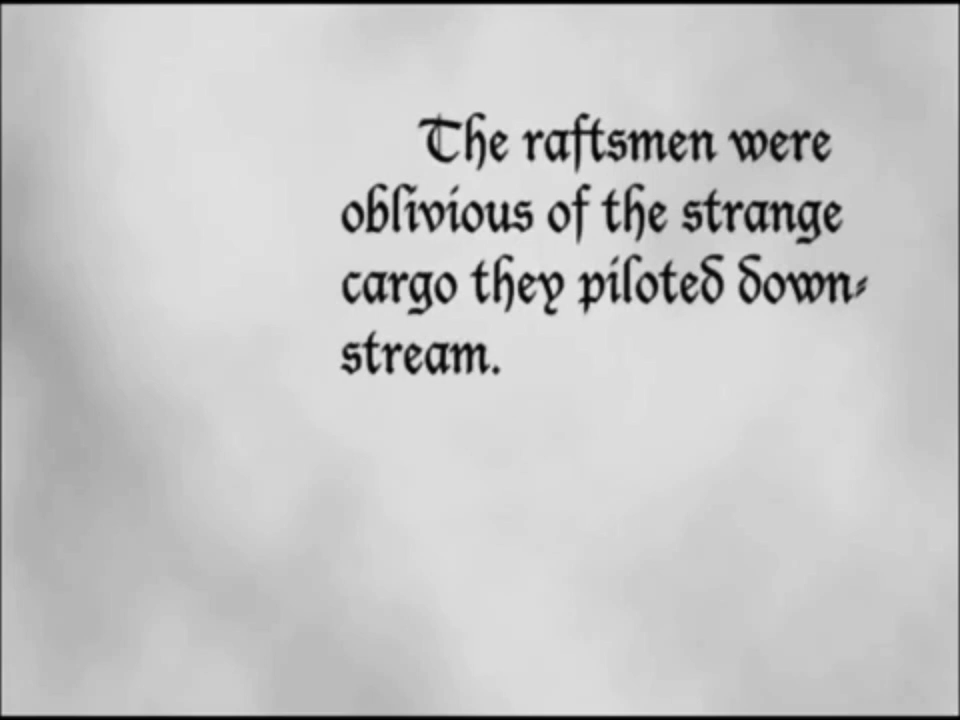 The raftsmen were
oblivious of the strange
cargo they piloted down-
stream.